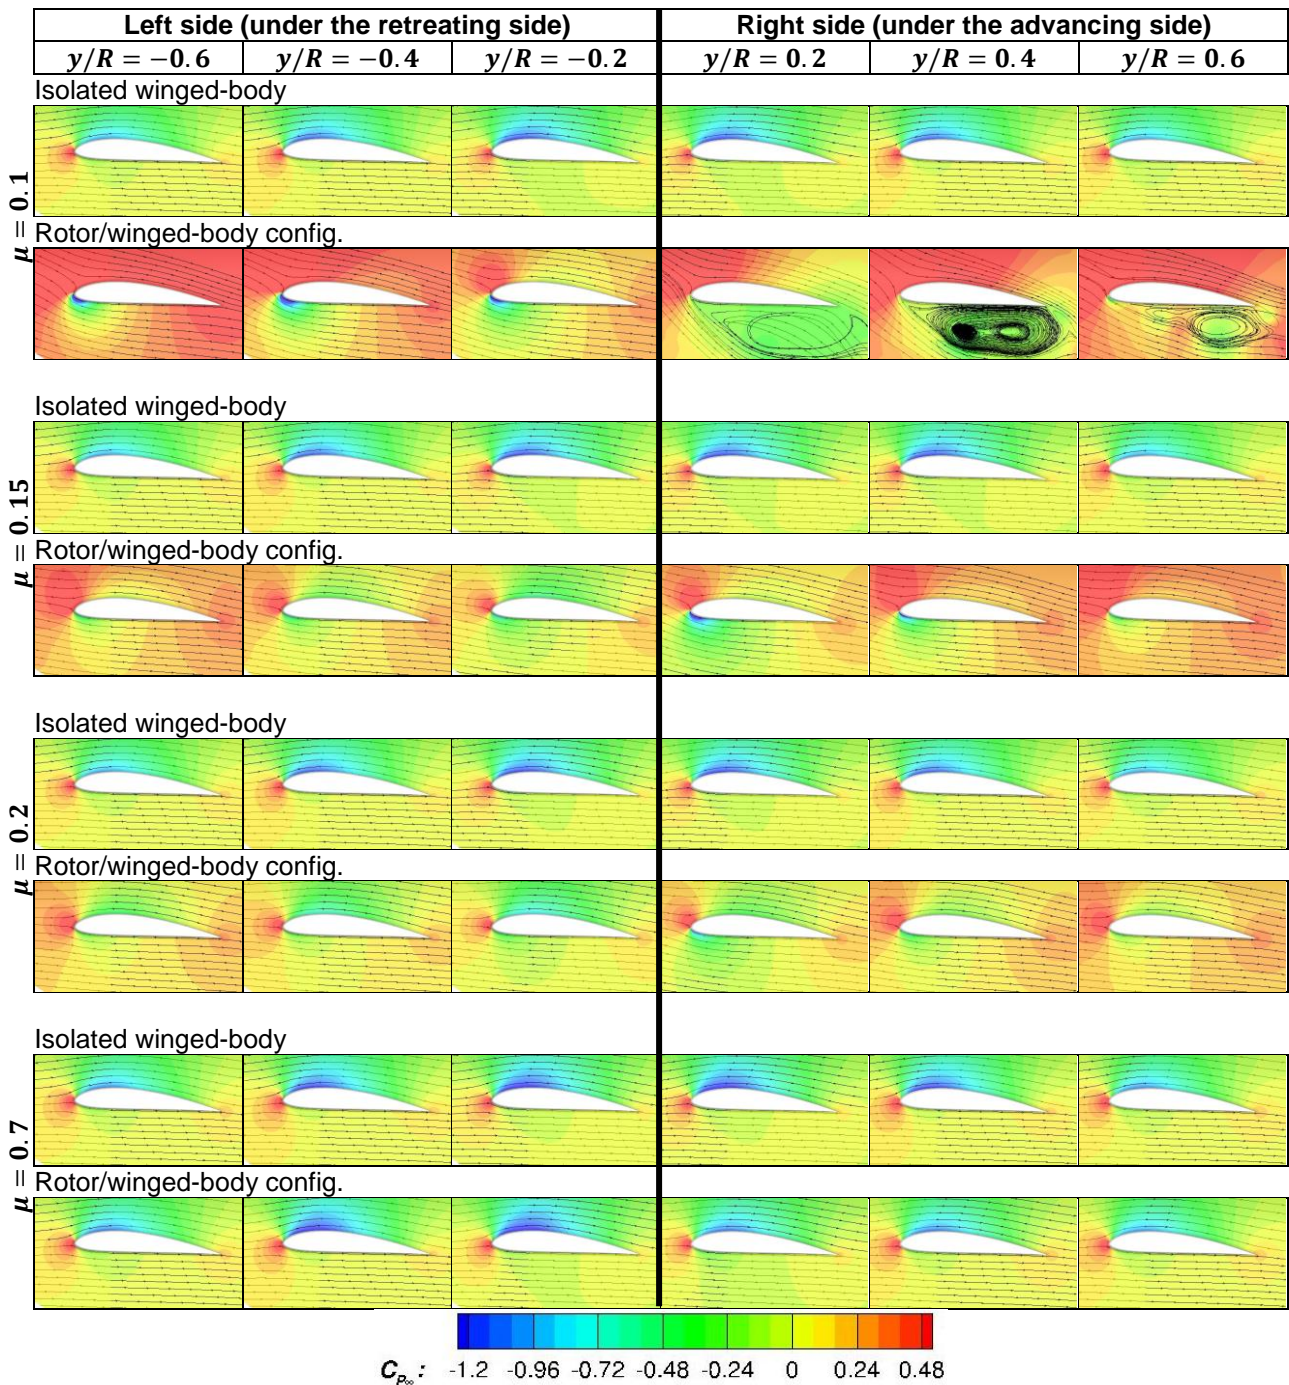 Left side (under the retreating side) Right side (under the advancing side)
y/R = −0.6 y/R = −0.4 y/R = −0.2 y/R = 0.2 y/R = 0.4 y/R = 0.6
μ = 0.1
Isolated winged-body
Rotor/winged-body config.
μ = 0.15
Isolated winged-body
Rotor/winged-body config.
μ = 0.2
Isolated winged-body
Rotor/winged-body config.
μ = 0.7
Isolated winged-body
Rotor/winged-body config.
Cp∞: -1.2 -0.96 -0.72 -0.48 -0.24 0 0.24 0.48